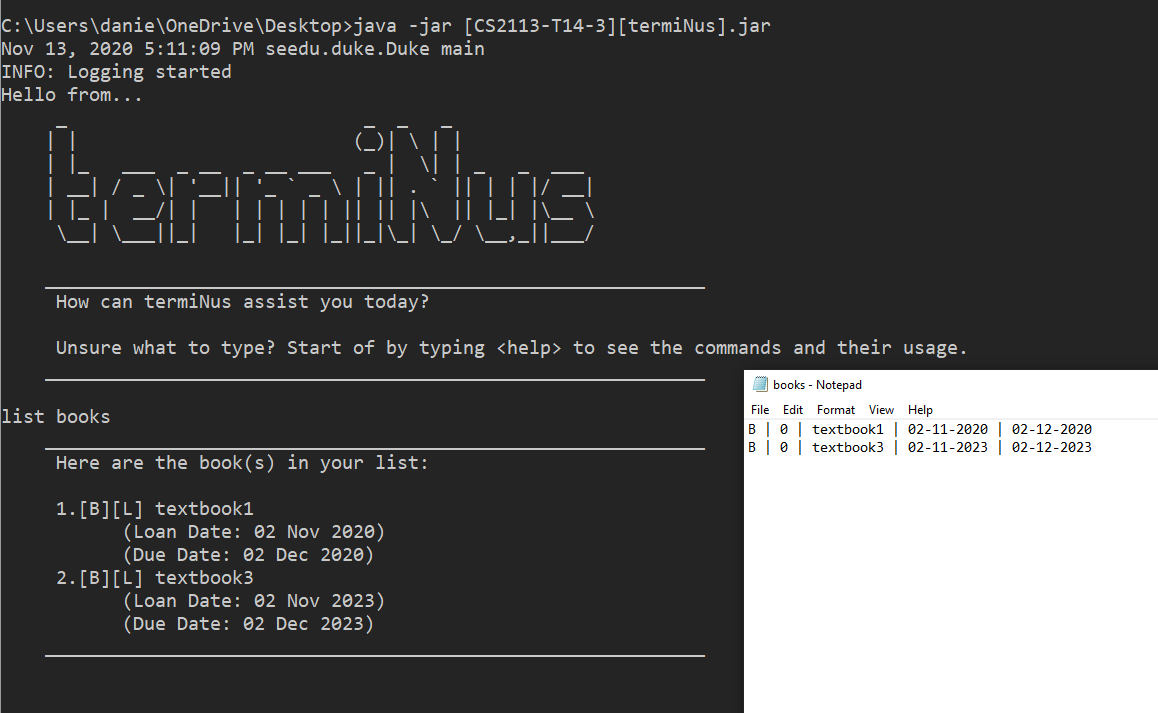 C:\Users\danie\OneDrive\Desktop>java -jar [CS2113-T14-3][termiNus].jar
Nov 13, 2020 5:11:09 PM seedu.duke.Duke main
INFO: Logging started
Hello from...
termiNus
How can termiNus assist you today?
Unsure what to type? Start of by typing <help> to see the commands and their usage.
list books
Here are the book(s) in your list:
1.[B][L] textbook1
(Loan Date: 02 Nov 2020)
(Due Date: 02 Dec 2020)
2.[B][L] textbook3
(Loan Date: 02 Nov 2023)
(Due Date: 02 Dec 2023)
books - Notepad
File Edit Format View Help
B | 0 | textbook1 | 02-11-2020 | 02-12-2020
B | 0 | textbook3 | 02-11-2023 | 02-12-2023